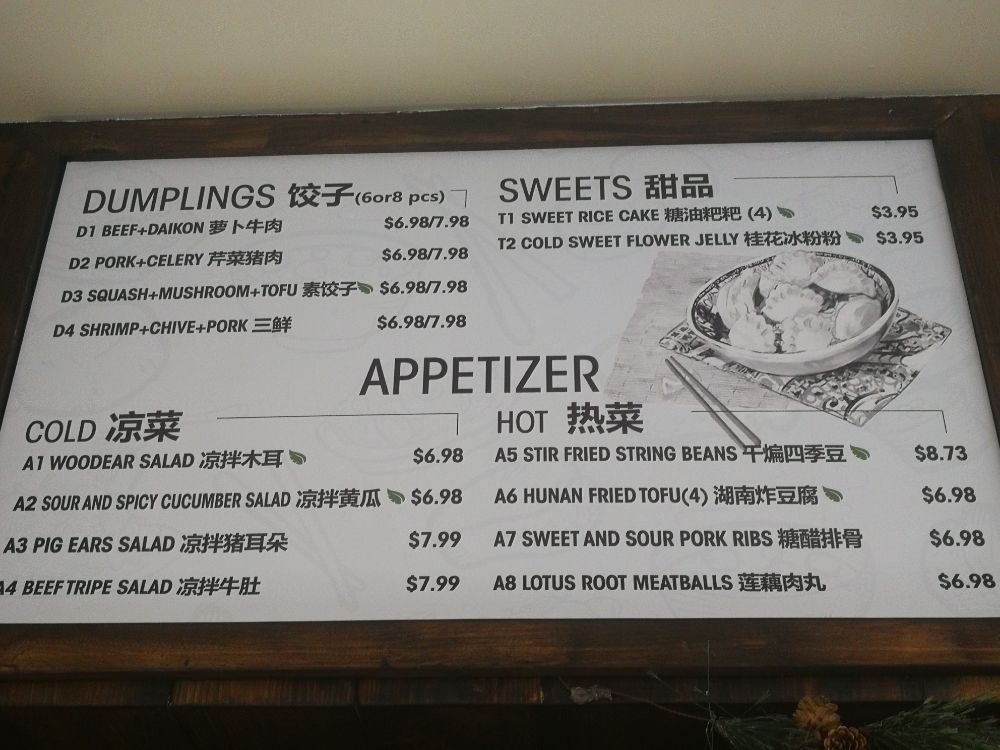 DUMPLINGS 饺子(6or8 pcs)
D1 BEEF+DAIKON 萝卜牛肉 $6.98/7.98
D2 PORK+CELERY 芹菜猪肉 $6.98/7.98
D3 SQUASH+MUSHROOM+TOFU 素饺子 $6.98/7.98
D4 SHRIMP+CHIVE+PORK 三鲜 $6.98/7.98
SWEETS 甜品
T1 SWEET RICE CAKE 糖油粑粑 (4) $3.95
T2 COLD SWEET FLOWER JELLY 桂花冰粉粉 $3.95
APPETIZER
COLD 凉菜
A1 WOODEAR SALAD 凉拌木耳 $6.98
A2 SOUR AND SPICY CUCUMBER SALAD 凉拌黄瓜 $6.98
A3 PIG EARS SALAD 凉拌猪耳朵 $7.99
A4 BEEF TRIPE SALAD 凉拌牛肚 $7.99
HOT 热菜
A5 STIR FRIED STRING BEANS 干煸四季豆 $8.73
A6 HUNAN FRIED TOFU(4) 湖南炸豆腐 $6.98
A7 SWEET AND SOUR PORK RIBS 糖醋排骨 $6.98
A8 LOTUS ROOT MEATBALLS 莲藕肉丸 $6.98